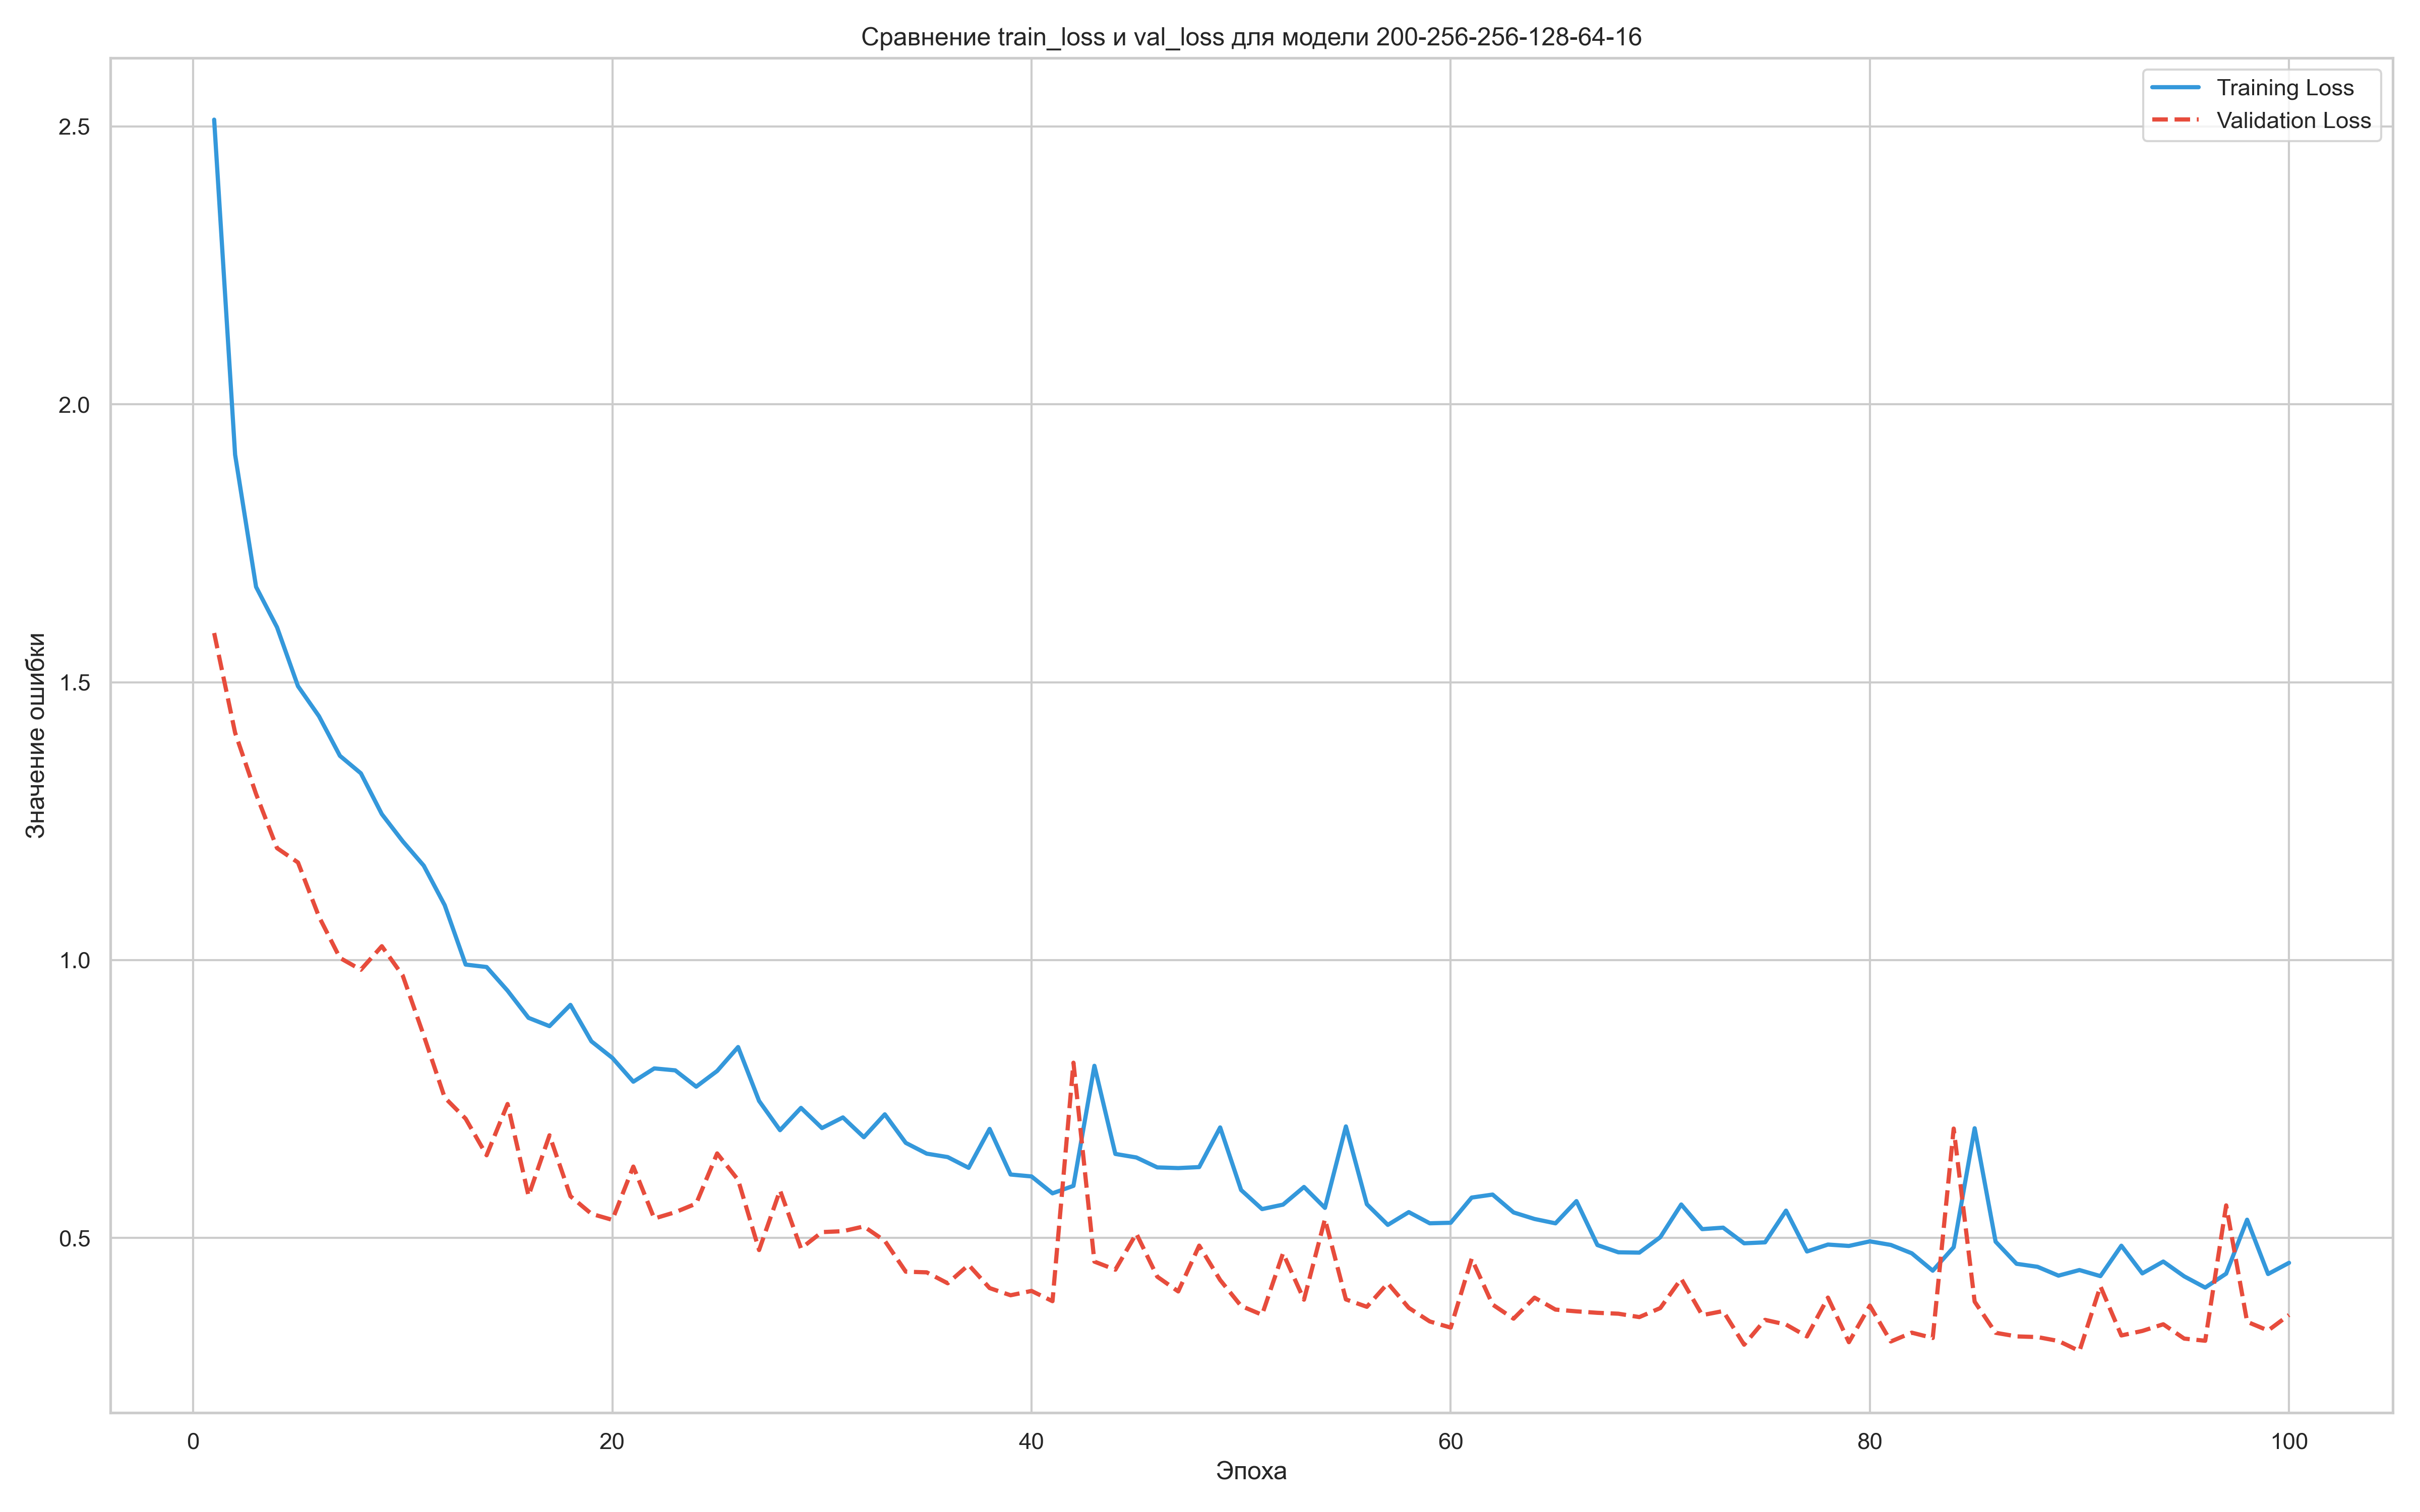 Сравнение train_loss и val_loss для модели 200-256-256-128-64-16
Training Loss
Validation Loss
2.5
2.0
1.5
1.0
0.5
Значение ошибки
0
20
40
60
80
100
Эпоха